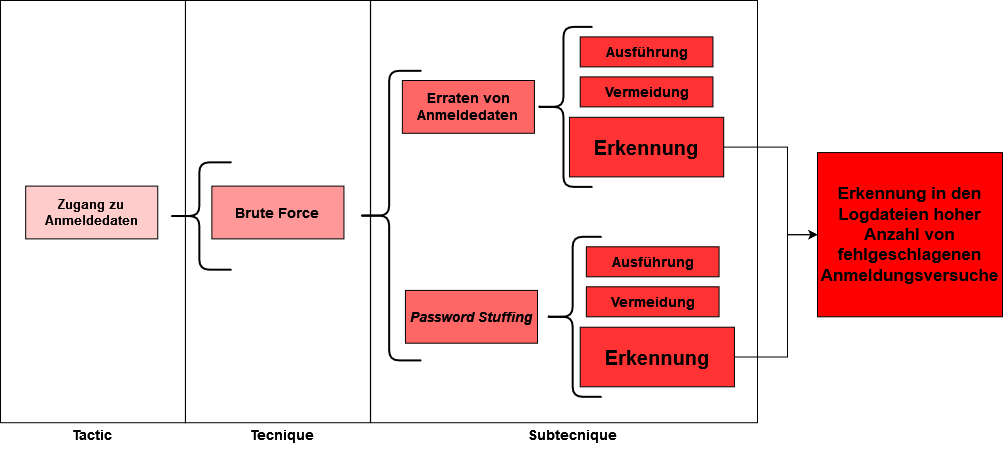 Zugang zu
Anmeldedaten
Brute Force
Erraten von
Anmeldedaten
Ausführung
Vermeidung
Erkennung
Password Stuffing
Ausführung
Vermeidung
Erkennung
Erkennung in den
Logdateien hoher
Anzahl von
fehlgeschlagenen
Anmeldungsversuche
Tactic
Tecnique
Subtecnique